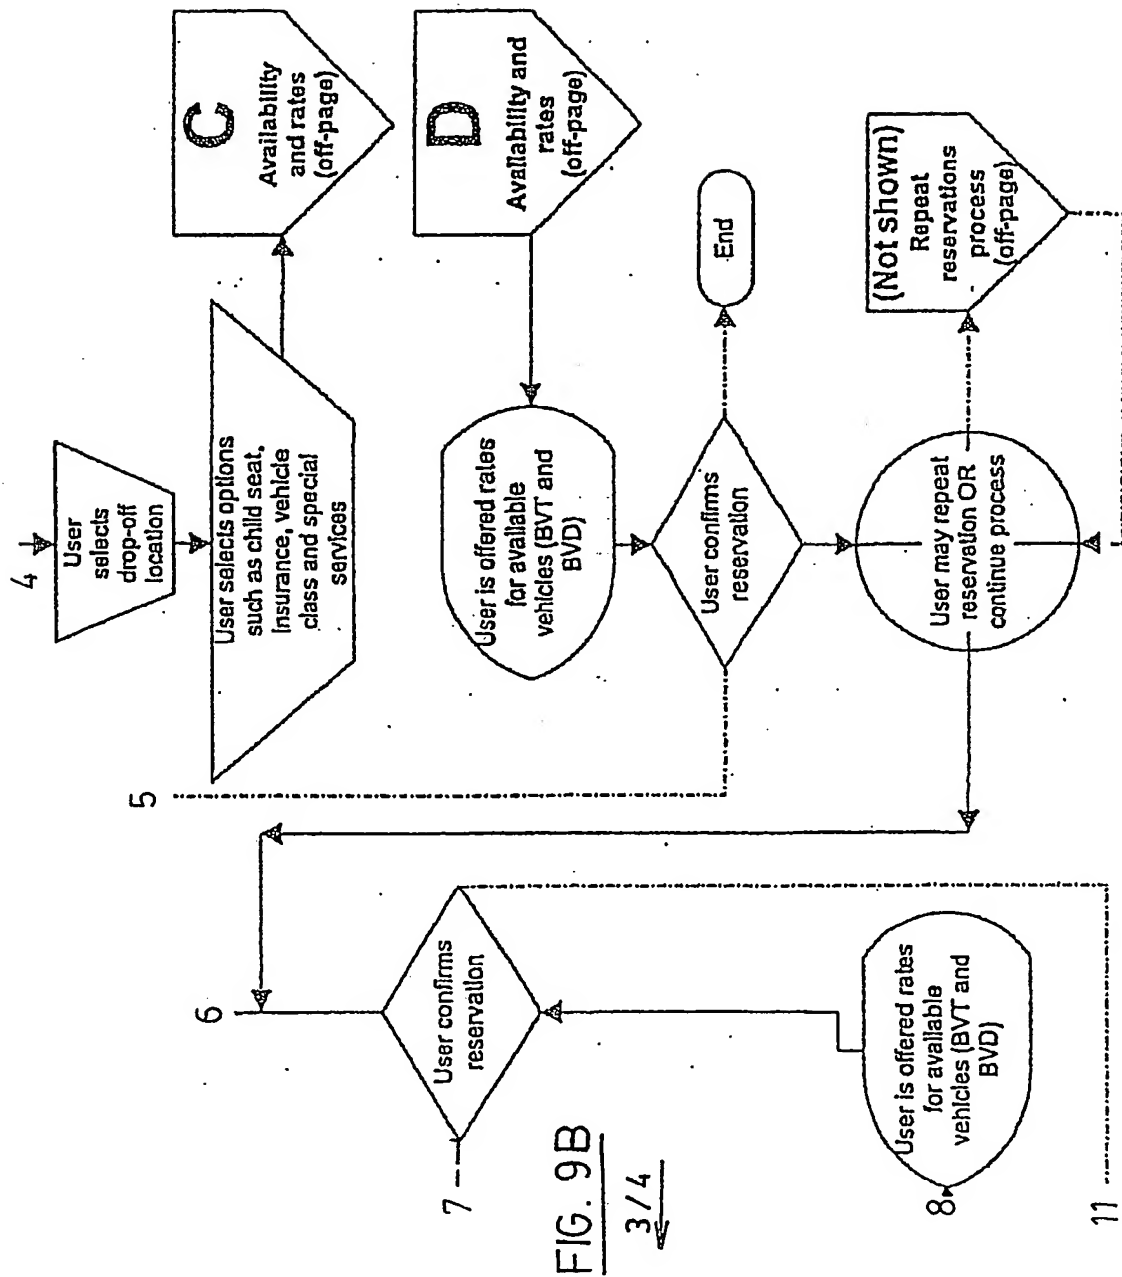 4
User
selects
drop-off
location
User selects options
such as child seat,
Insurance, vehicle
class and special
services
C
Availability
and rates
(off-page)
D
Availability and
rates
(off-page)
User is offered rates
for available
vehicles (BVT and
BVD)
5
User confirms
reservation
End
User may repeat
reservation OR
continue process
(Not shown)
Repeat
reservations
process
(off-page)
6
User confirms
reservation
7
User is offered rates
for available
vehicles (BVT and
BVD)
8
11
FIG. 9B
3/4